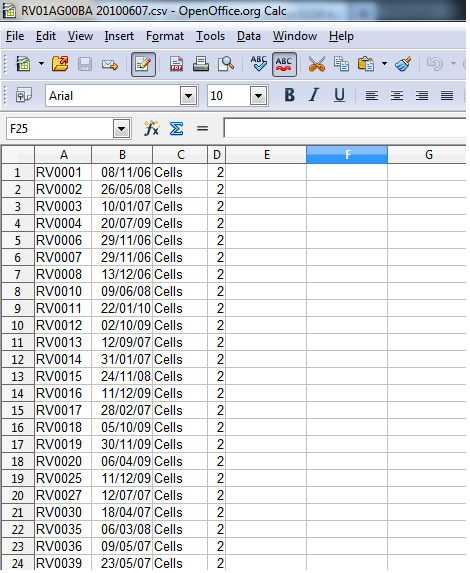 RV01AG00BA 20100607.csv - OpenOffice.org Calc
File Edit View Insert Format Tools Data Window Help
ABC ABC
Arial 10 B I U
F25
A B C D E F G
1 RV0001 08/11/06 Cells 2
2 RV0002 26/05/08 Cells 2
3 RV0003 10/01/07 Cells 2
4 RV0004 20/07/09 Cells 2
5 RV0006 29/11/06 Cells 2
6 RV0007 29/11/06 Cells 2
7 RV0008 13/12/06 Cells 2
8 RV0010 09/06/08 Cells 2
9 RV0011 22/01/10 Cells 2
10 RV0012 02/10/09 Cells 2
11 RV0013 12/09/07 Cells 2
12 RV0014 31/01/07 Cells 2
13 RV0015 24/11/08 Cells 2
14 RV0016 11/12/09 Cells 2
15 RV0017 28/02/07 Cells 2
16 RV0018 05/10/09 Cells 2
17 RV0019 30/11/09 Cells 2
18 RV0020 06/04/09 Cells 2
19 RV0025 11/12/09 Cells 2
20 RV0027 12/07/07 Cells 2
21 RV0030 18/04/07 Cells 2
22 RV0035 06/03/08 Cells 2
23 RV0036 09/05/07 Cells 2
24 RV0039 23/05/07 Cells 2